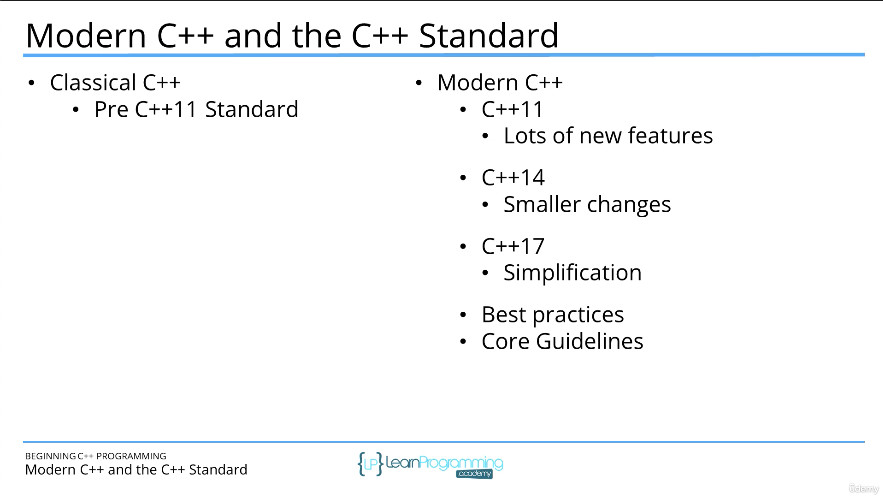 Modern C++ and the C++ Standard
• Classical C++
• Pre C++11 Standard
• Modern C++
• C++11
• Lots of new features
• C++14
• Smaller changes
• C++17
• Simplification
• Best practices
• Core Guidelines
BEGINNING C++ PROGRAMMING
Modern C++ and the C++ Standard
{LP} LearnProgramming
academy
ûdemy